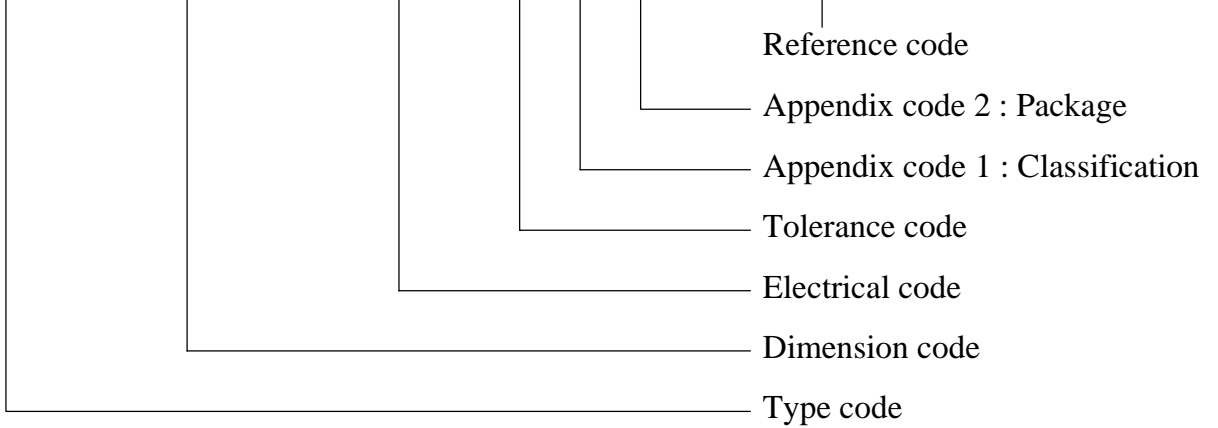 Reference code
Appendix code 2 : Package
Appendix code 1 : Classification
Tolerance code
Electrical code
Dimension code
Type code